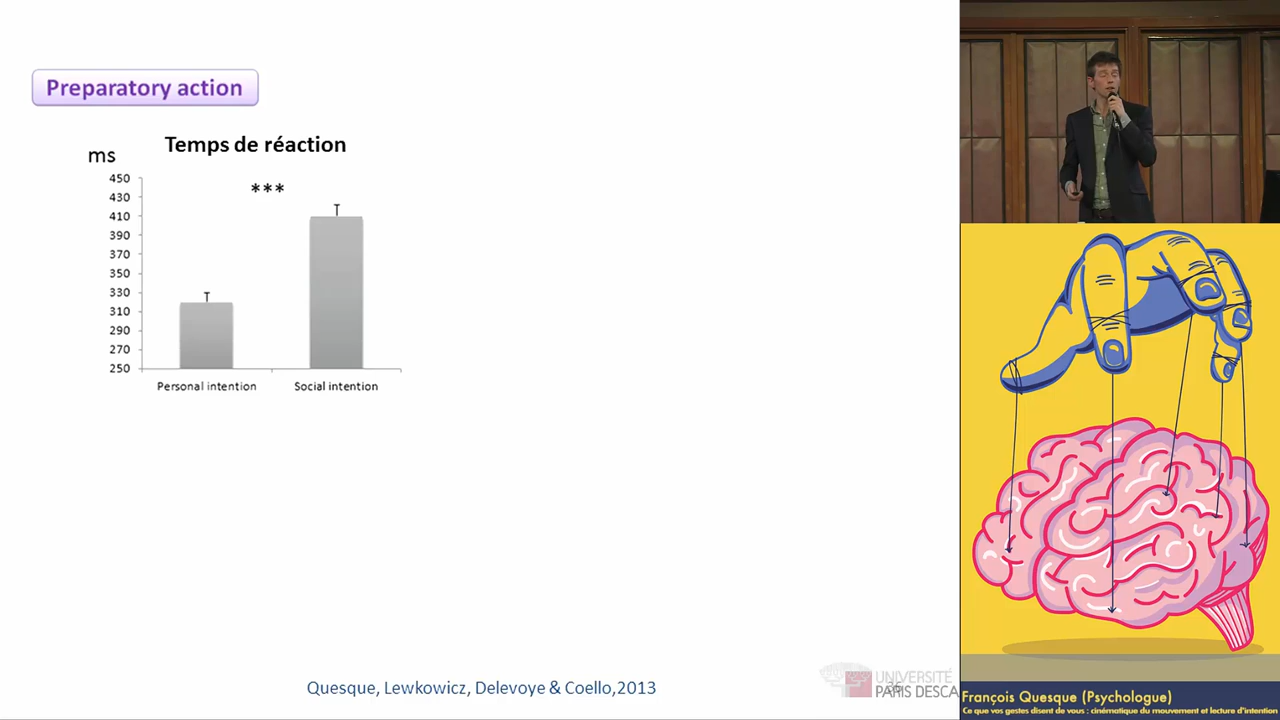 Preparatory action
Temps de réaction
ms
***
450
430
410
390
370
350
330
310
290
270
250
Personal intention
Social intention
Quesque, Lewkowicz, Delevoye & Coello,2013
UNIVERSITÉ
PARIS DESCA
François Quesque (Psychologue)
Ce que vos gestes disent de vous : cinématique du mouvement et lecture d'intention